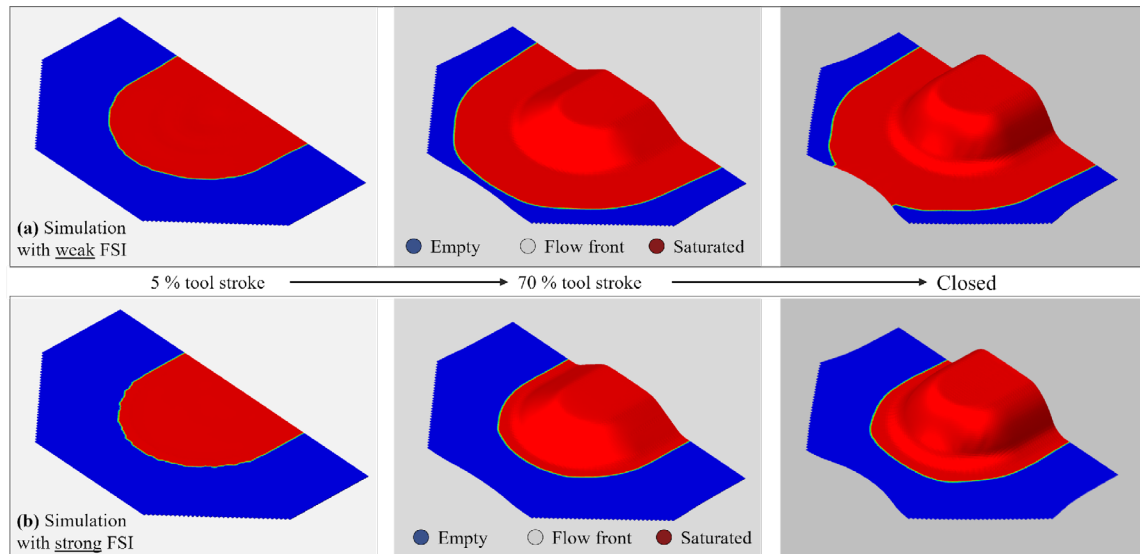 (a) Simulation
with weak FSI
Empty Flow front Saturated
5 % tool stroke 70 % tool stroke Closed
(b) Simulation
with strong FSI
Empty Flow front Saturated